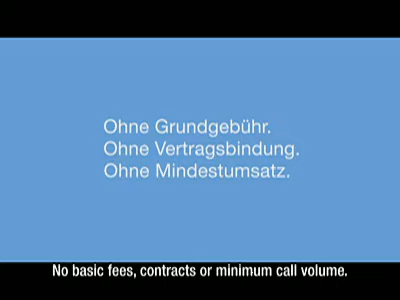 Ohne Grundgebühr.
Ohne Vertragsbindung.
Ohne Mindestumsatz.
No basic fees, contracts or minimum call volume.